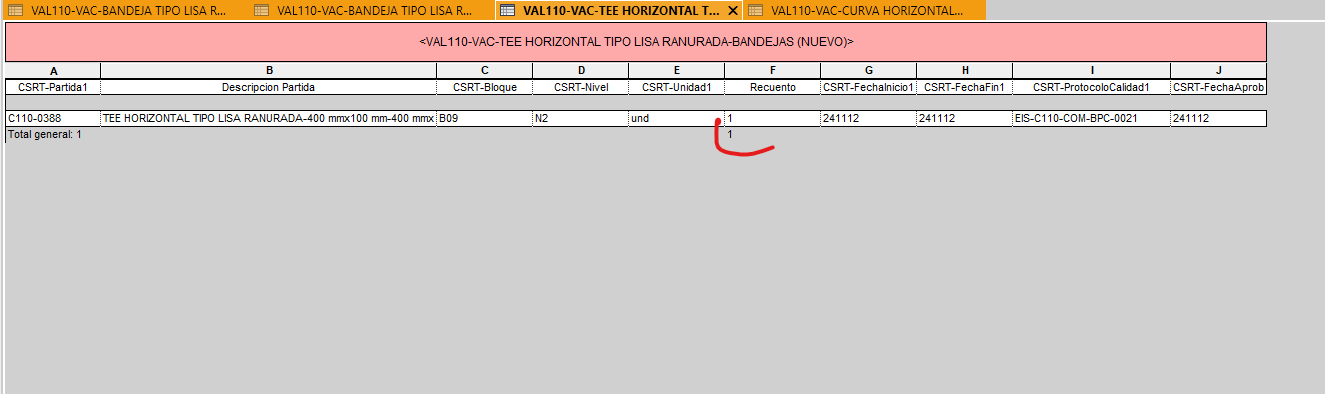 VAL110-VAC-BANDEJA TIPO LISA R... VAL110-VAC-BANDEJA TIPO LISA R... VAL110-VAC-TEE HORIZONTAL T... VAL110-VAC-CURVA HORIZONTAL...
<VAL110-VAC-TEE HORIZONTAL TIPO LISA RANURADA-BANDEJAS (NUEVO)>
A B C D E F G H I J
CSRT-Partida1 Descripcion Partida CSRT-Bloque CSRT-Nivel CSRT-Unidad1 Recuento CSRT-FechaInicio1 CSRT-FechaFin1 CSRT-ProtocoloCalidad1 CSRT-FechaAprob
C110-0388 TEE HORIZONTAL TIPO LISA RANURADA-400 mmx100 mm-400 mmx B09 N2 und 1 241112 241112 EIS-C110-COM-BPC-0021 241112
Total general: 1 1